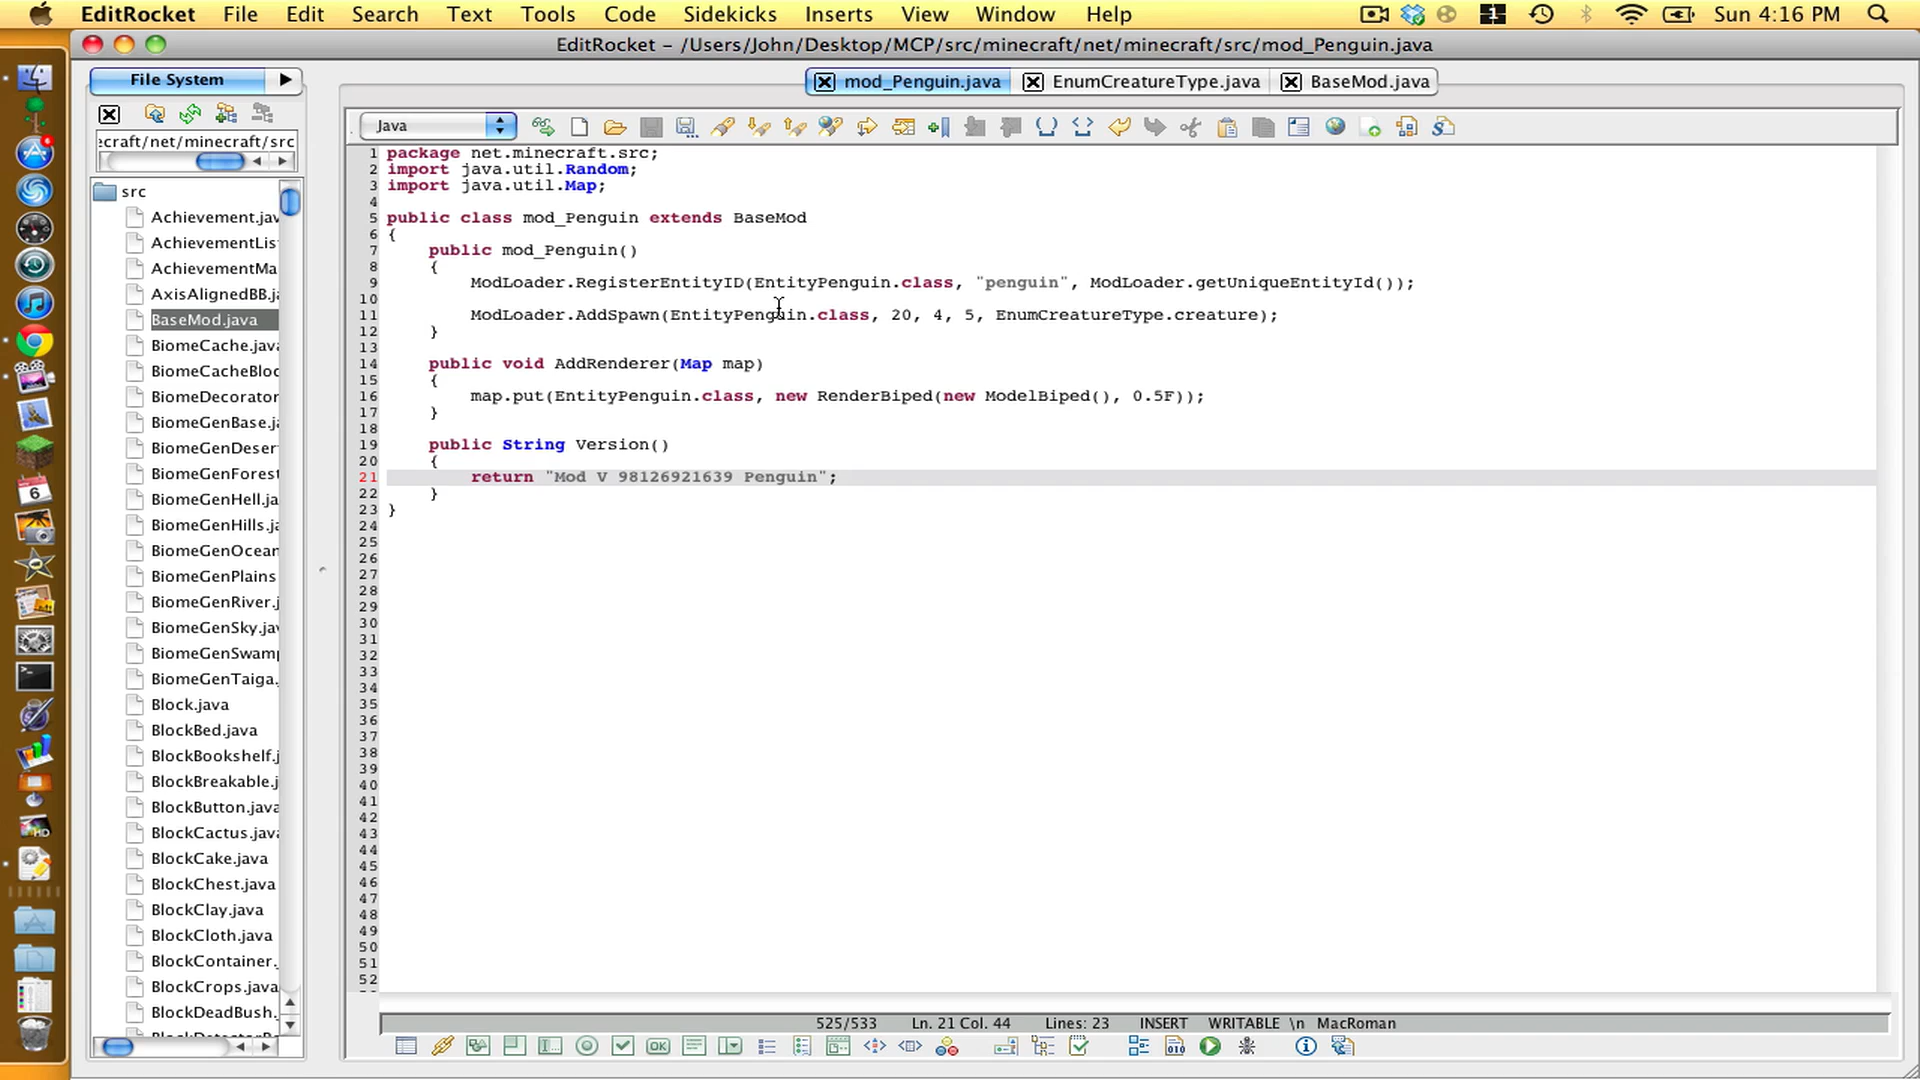 EditRocket File Edit Search Text Tools Code Sidekicks Inserts View Window Help 1 Sun 4:16 PM
EditRocket - /Users/John/Desktop/MCP/src/minecraft/net/minecraft/src/mod_Penguin.java
File System
mod_Penguin.java EnumCreatureType.java BaseMod.java
Java
craft/net/minecraft/src
src
Achievement.jav
AchievementLis
AchievementMa
AxisAlignedBB.ja
BaseMod.java
BiomeCache.java
BiomeCacheBloc
BiomeDecorator
BiomeGenBase.ja
BiomeGenDeser
BiomeGenForest
BiomeGenHell.ja
BiomeGenHills.ja
BiomeGenOcean
BiomeGenPlains
BiomeGenRiver.j
BiomeGenSky.jav
BiomeGenSwamp
BiomeGenTaiga.
Block.java
BlockBed.java
BlockBookshelf.j
BlockBreakable.j
BlockButton.java
BlockCactus.java
BlockCake.java
BlockChest.java
BlockClay.java
BlockCloth.java
BlockContainer.
BlockCrops.java
BlockDeadBush.
1 package net.minecraft.src;
2 import java.util.Random;
3 import java.util.Map;
4
5 public class mod_Penguin extends BaseMod
6 {
7 public mod_Penguin()
8 {
9 ModLoader.RegisterEntityID(EntityPenguin.class, "penguin", ModLoader.getUniqueEntityId());
10
11 ModLoader.AddSpawn(EntityPenguin.class, 20, 4, 5, EnumCreatureType.creature);
12 }
13
14 public void AddRenderer(Map map)
15 {
16 map.put(EntityPenguin.class, new RenderBiped(new ModelBiped(), 0.5F));
17 }
18
19 public String Version()
20 {
21 return "Mod V 98126921639 Penguin";
22 }
23 }
24
25
26
27
28
29
30
31
32
33
34
35
36
37
38
39
40
41
42
43
44
45
46
47
48
49
50
51
52
525/533 Ln. 21 Col. 44 Lines: 23 INSERT WRITABLE \n MacRoman